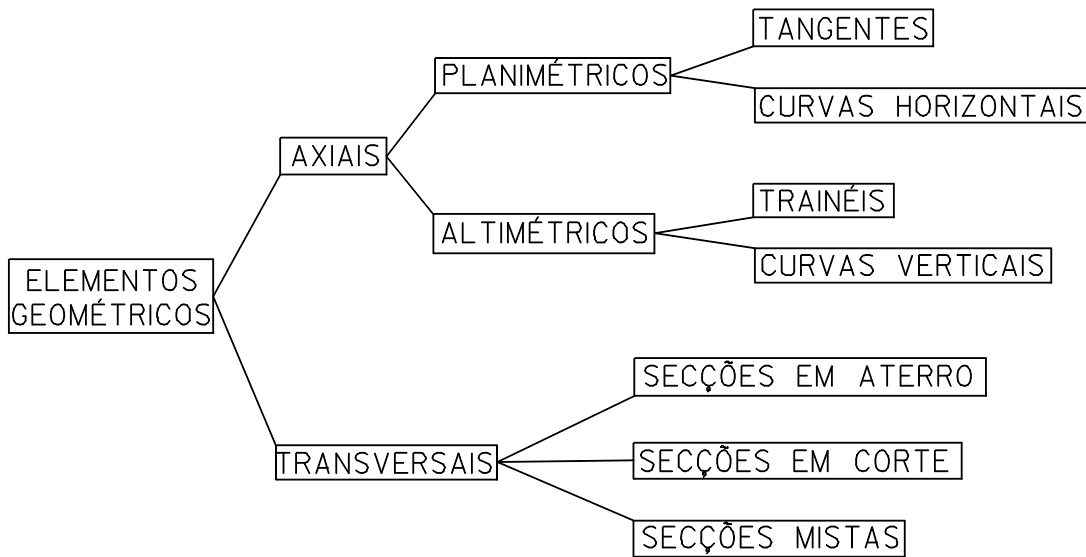 TANGENTES
PLANIMÉTRICOS
CURVAS HORIZONTAIS
AXIAIS
TRAINÉIS
ALTIMÉTRICOS
CURVAS VERTICAIS
ELEMENTOS
GEOMÉTRICOS
SECÇÕES EM ATERRO
TRANSVERSAIS
SECÇÕES EM CORTE
SECÇÕES MISTAS